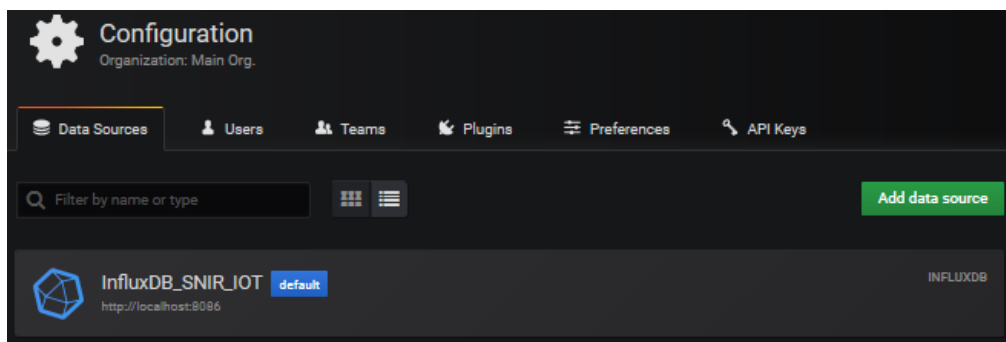 Configuration
Organization: Main Org.
Data Sources Users Teams Plugins Preferences API Keys
Filter by name or type Add data source
InfluxDB_SNIR_IOT default INFLUXDB
http://localhost:8086